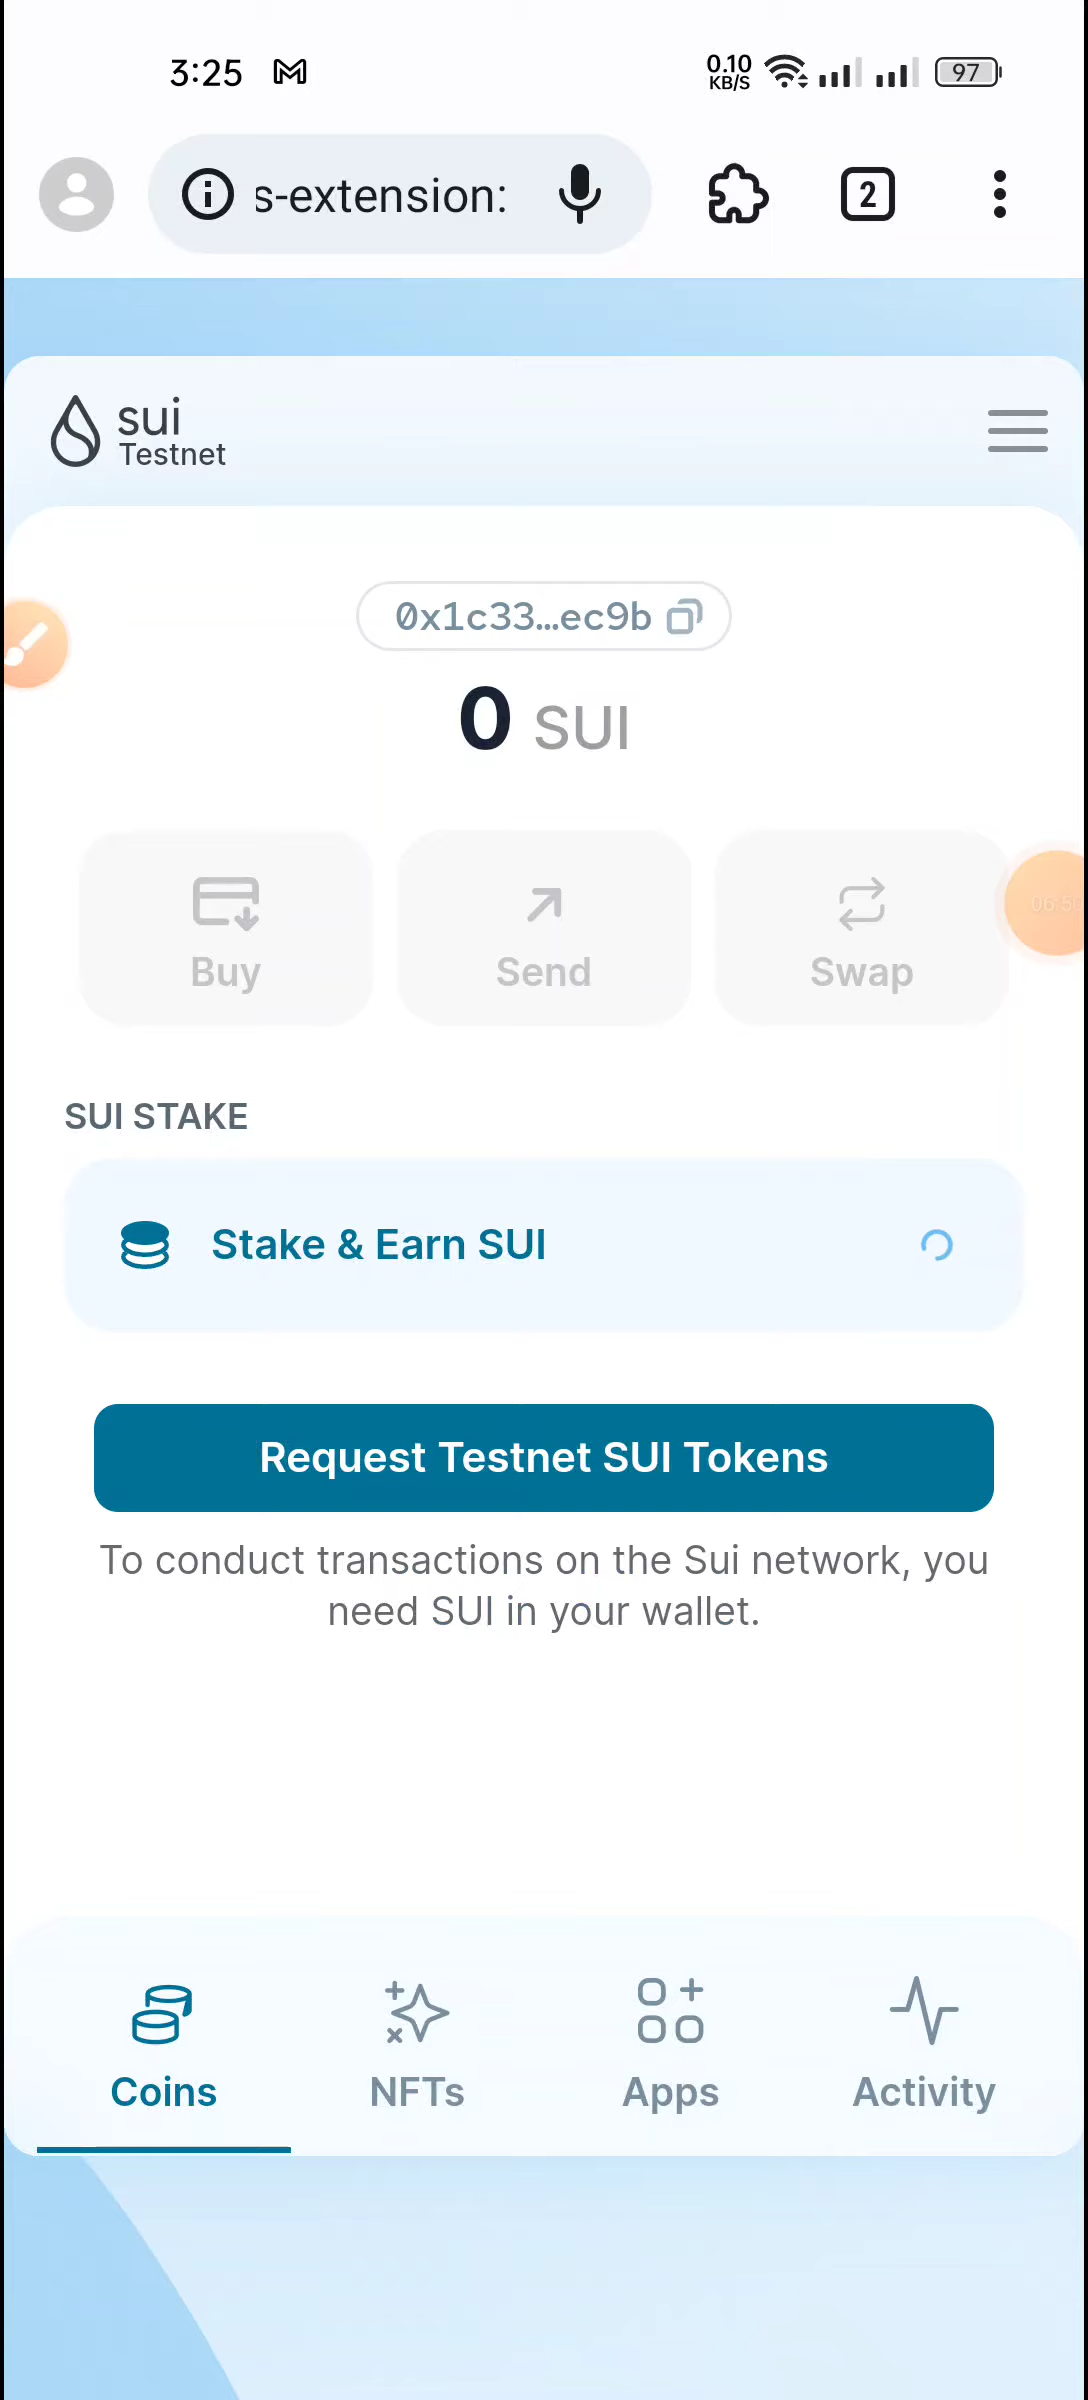 3:25
0.10
KB/S
97
s-extension:
2
sui
Testnet
0x1c33…ec9b
0 SUI
Buy
Send
Swap
SUI STAKE
Stake & Earn SUI
Request Testnet SUI Tokens
To conduct transactions on the Sui network, you
need SUI in your wallet.
Coins
NFTs
Apps
Activity